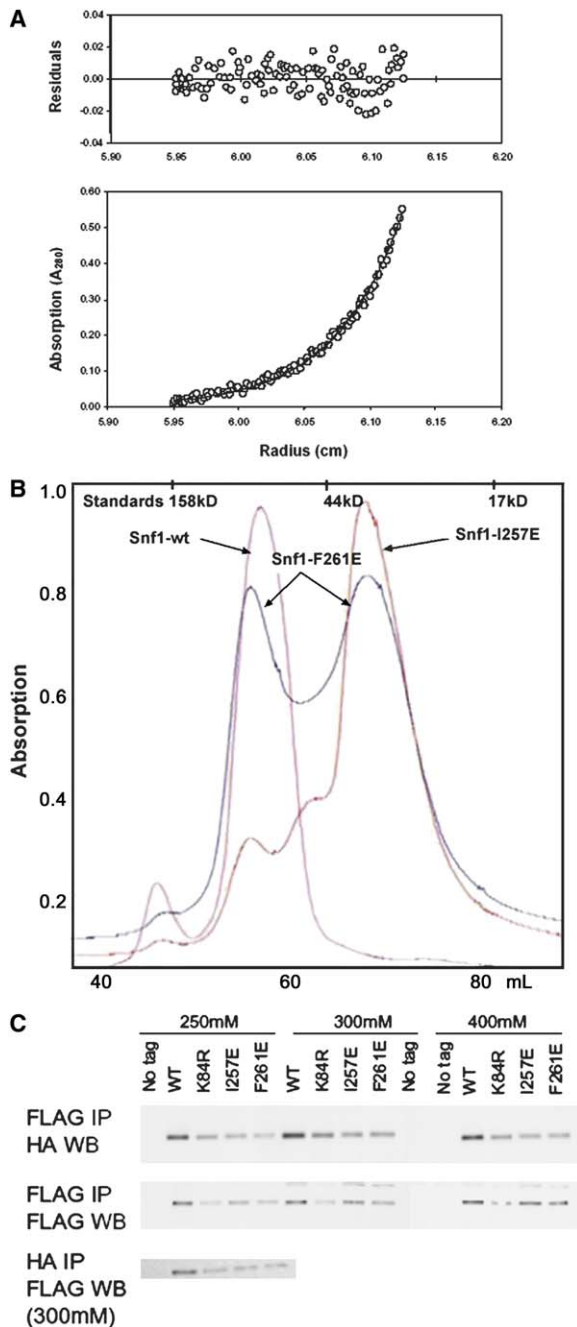 A
Residuals
0.04
0.02
0.00
-0.02
-0.04
5.90 5.95 6.00 6.05 6.10 6.15 6.20
Absorption (A280)
0.60
0.50
0.40
0.30
0.20
0.10
0.00
5.90 5.95 6.00 6.05 6.10 6.15 6.20
Radius (cm)
B
Absorption
1.0
0.8
0.6
0.4
0.2
Standards 158kD 44kD 17kD
Snf1-wt
Snf1-F261E
Snf1-I257E
40 60 80 mL
C
250mM 300mM 400mM
No tag WT K84R I257E F261E WT K84R I257E F261E No tag No tag WT K84R I257E F261E
FLAG IP
HA WB
FLAG IP
FLAG WB
HA IP
FLAG WB
(300mM)